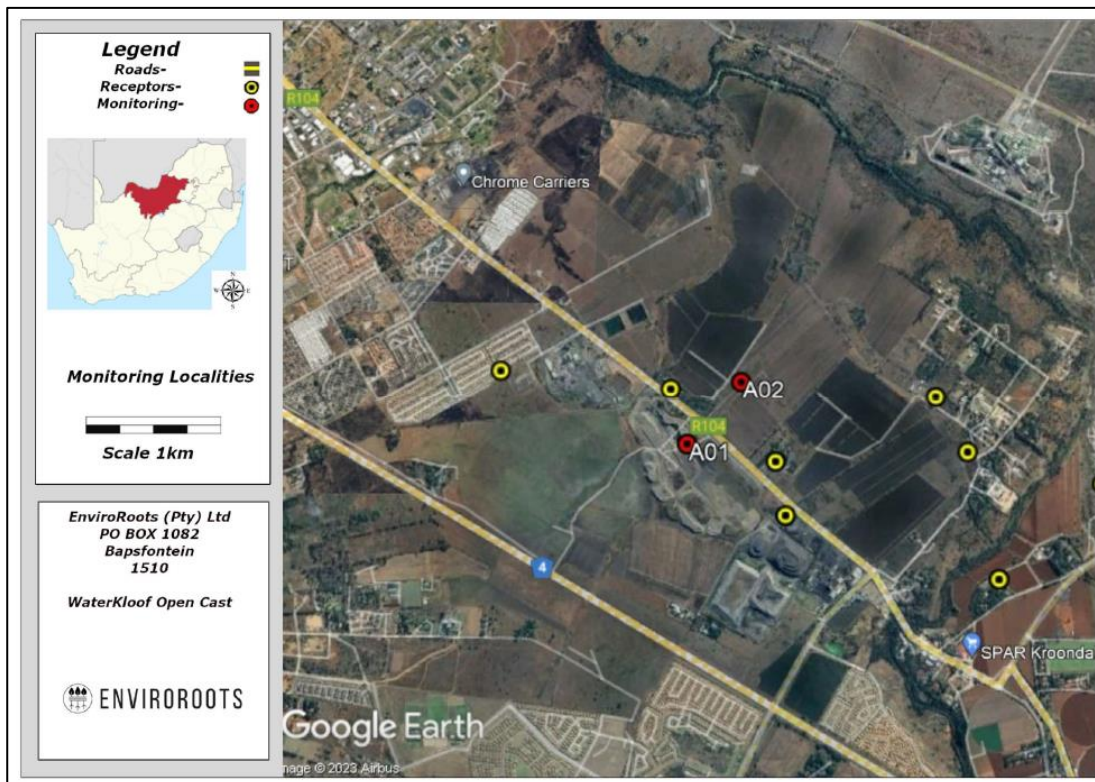 Legend
Roads-
Receptors-
Monitoring-
N
W
E
S
Monitoring Localities
Scale 1km
EnviroRoots (Pty) Ltd
PO BOX 1082
Bapsfontein
1510
WaterKloof Open Cast
ENVIROROOTS
R104
Chrome Carriers
T
A02
R104
A01
4
SPAR Kroonda
Google Earth
mage © 2023 Airbus